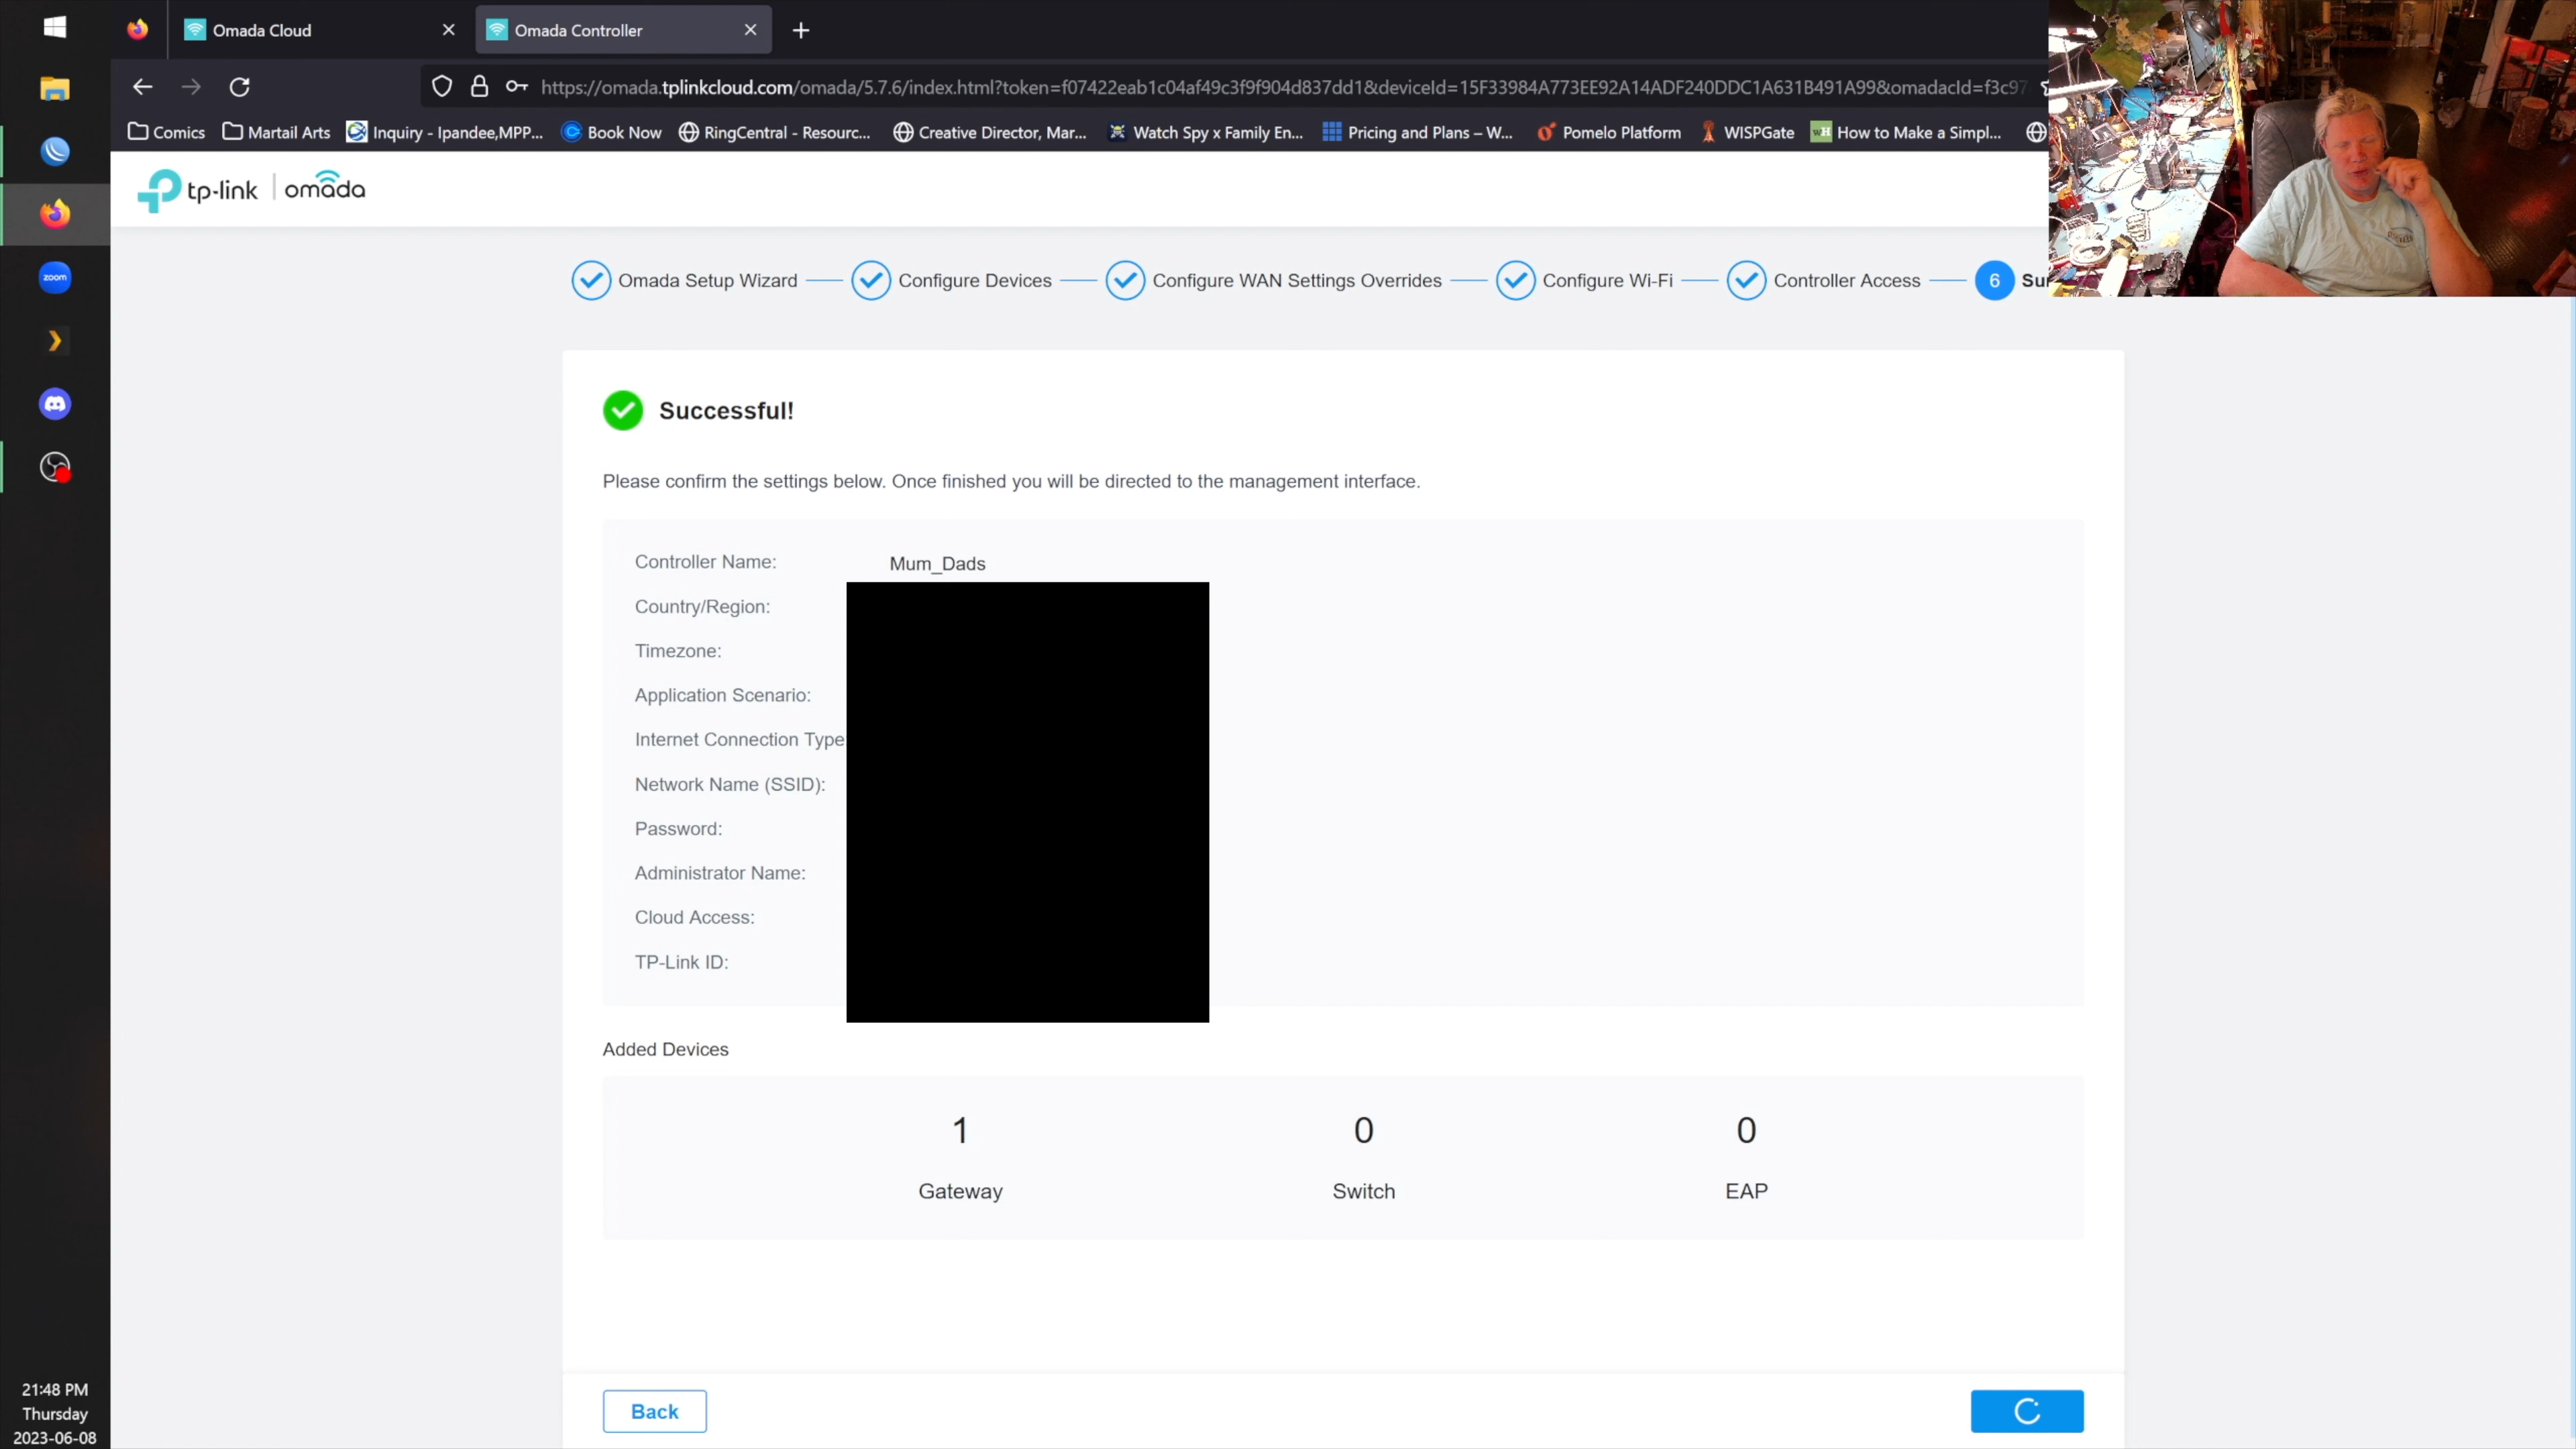 Omada Cloud
Omada Controller
https://omada.tplinkcloud.com/omada/5.7.6/index.html?token=f07422eab1c04af49c3f9f904d837dd1&deviceId=15F33984A773EE92A14ADF240DDC1A631B491A99&omadacId=f3c97
Comics Martail Arts Inquiry - Ipandee,MPP... Book Now RingCentral - Resourc... Creative Director, Mar... Watch Spy x Family En... Pricing and Plans – W... Pomelo Platform WISPGate How to Make a Simpl...
tp-link | omada
zoom
Omada Setup Wizard Configure Devices Configure WAN Settings Overrides Configure Wi-Fi Controller Access 6 Su
Successful!
Please confirm the settings below. Once finished you will be directed to the management interface.
Controller Name: Mum_Dads
Country/Region:
Timezone:
Application Scenario:
Internet Connection Type
Network Name (SSID):
Password:
Administrator Name:
Cloud Access:
TP-Link ID:
Added Devices
1 0 0
Gateway Switch EAP
Back
21:48 PM
Thursday
2023-06-08